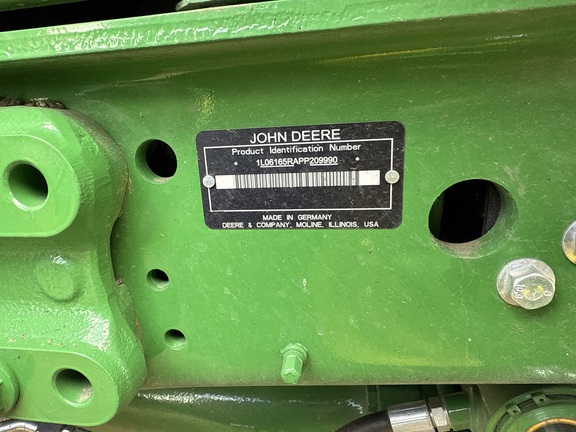 JOHN DEERE
Product Identification Number
* 1L06165RAPP209990 *
MADE IN GERMANY
DEERE & COMPANY, MOLINE, ILLINOIS, USA